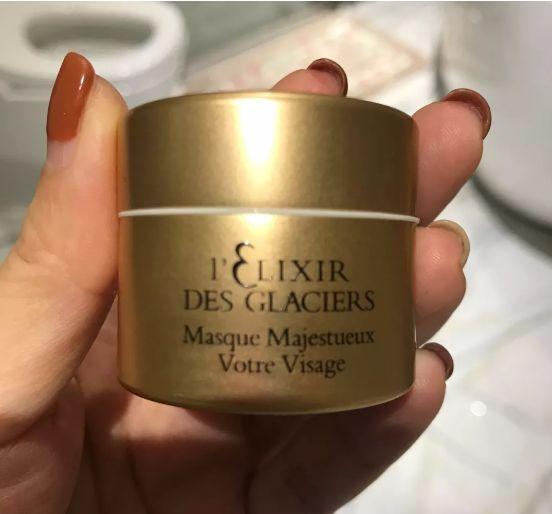 l'ELIXIR
DES GLACIERS
Masque Majestueux
Votre Visage